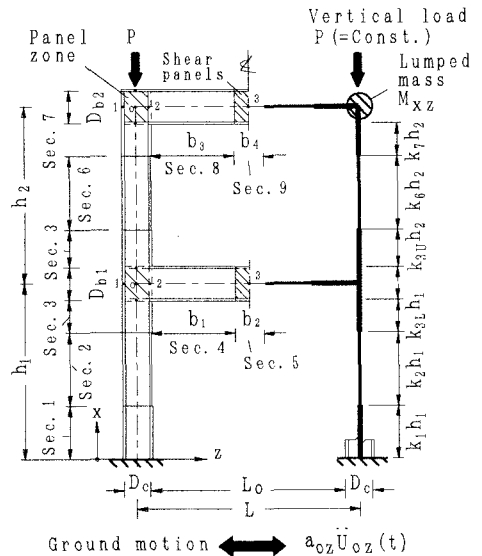 Vertical load
P(=Const.)
Panel
zone
P
Shear
panels
Lumped
mass
M_xz
Sec.7
D_b2
1
o
2
3
b_3
b_4
Sec.8
Sec.9
k_7h_2
Sec.6
k_6h_2
h_2
Sec.3
k_3Uh_2
D_b1
1
o
2
3
Sec.3
k_3Lh_1
b_1
b_2
Sec.4
Sec.5
h_1
Sec.2
k_2h_1
Sec.1
k_1h_1
x
z
D_c
L_o
D_c
L
Ground motion
a_ozÜ_oz(t)